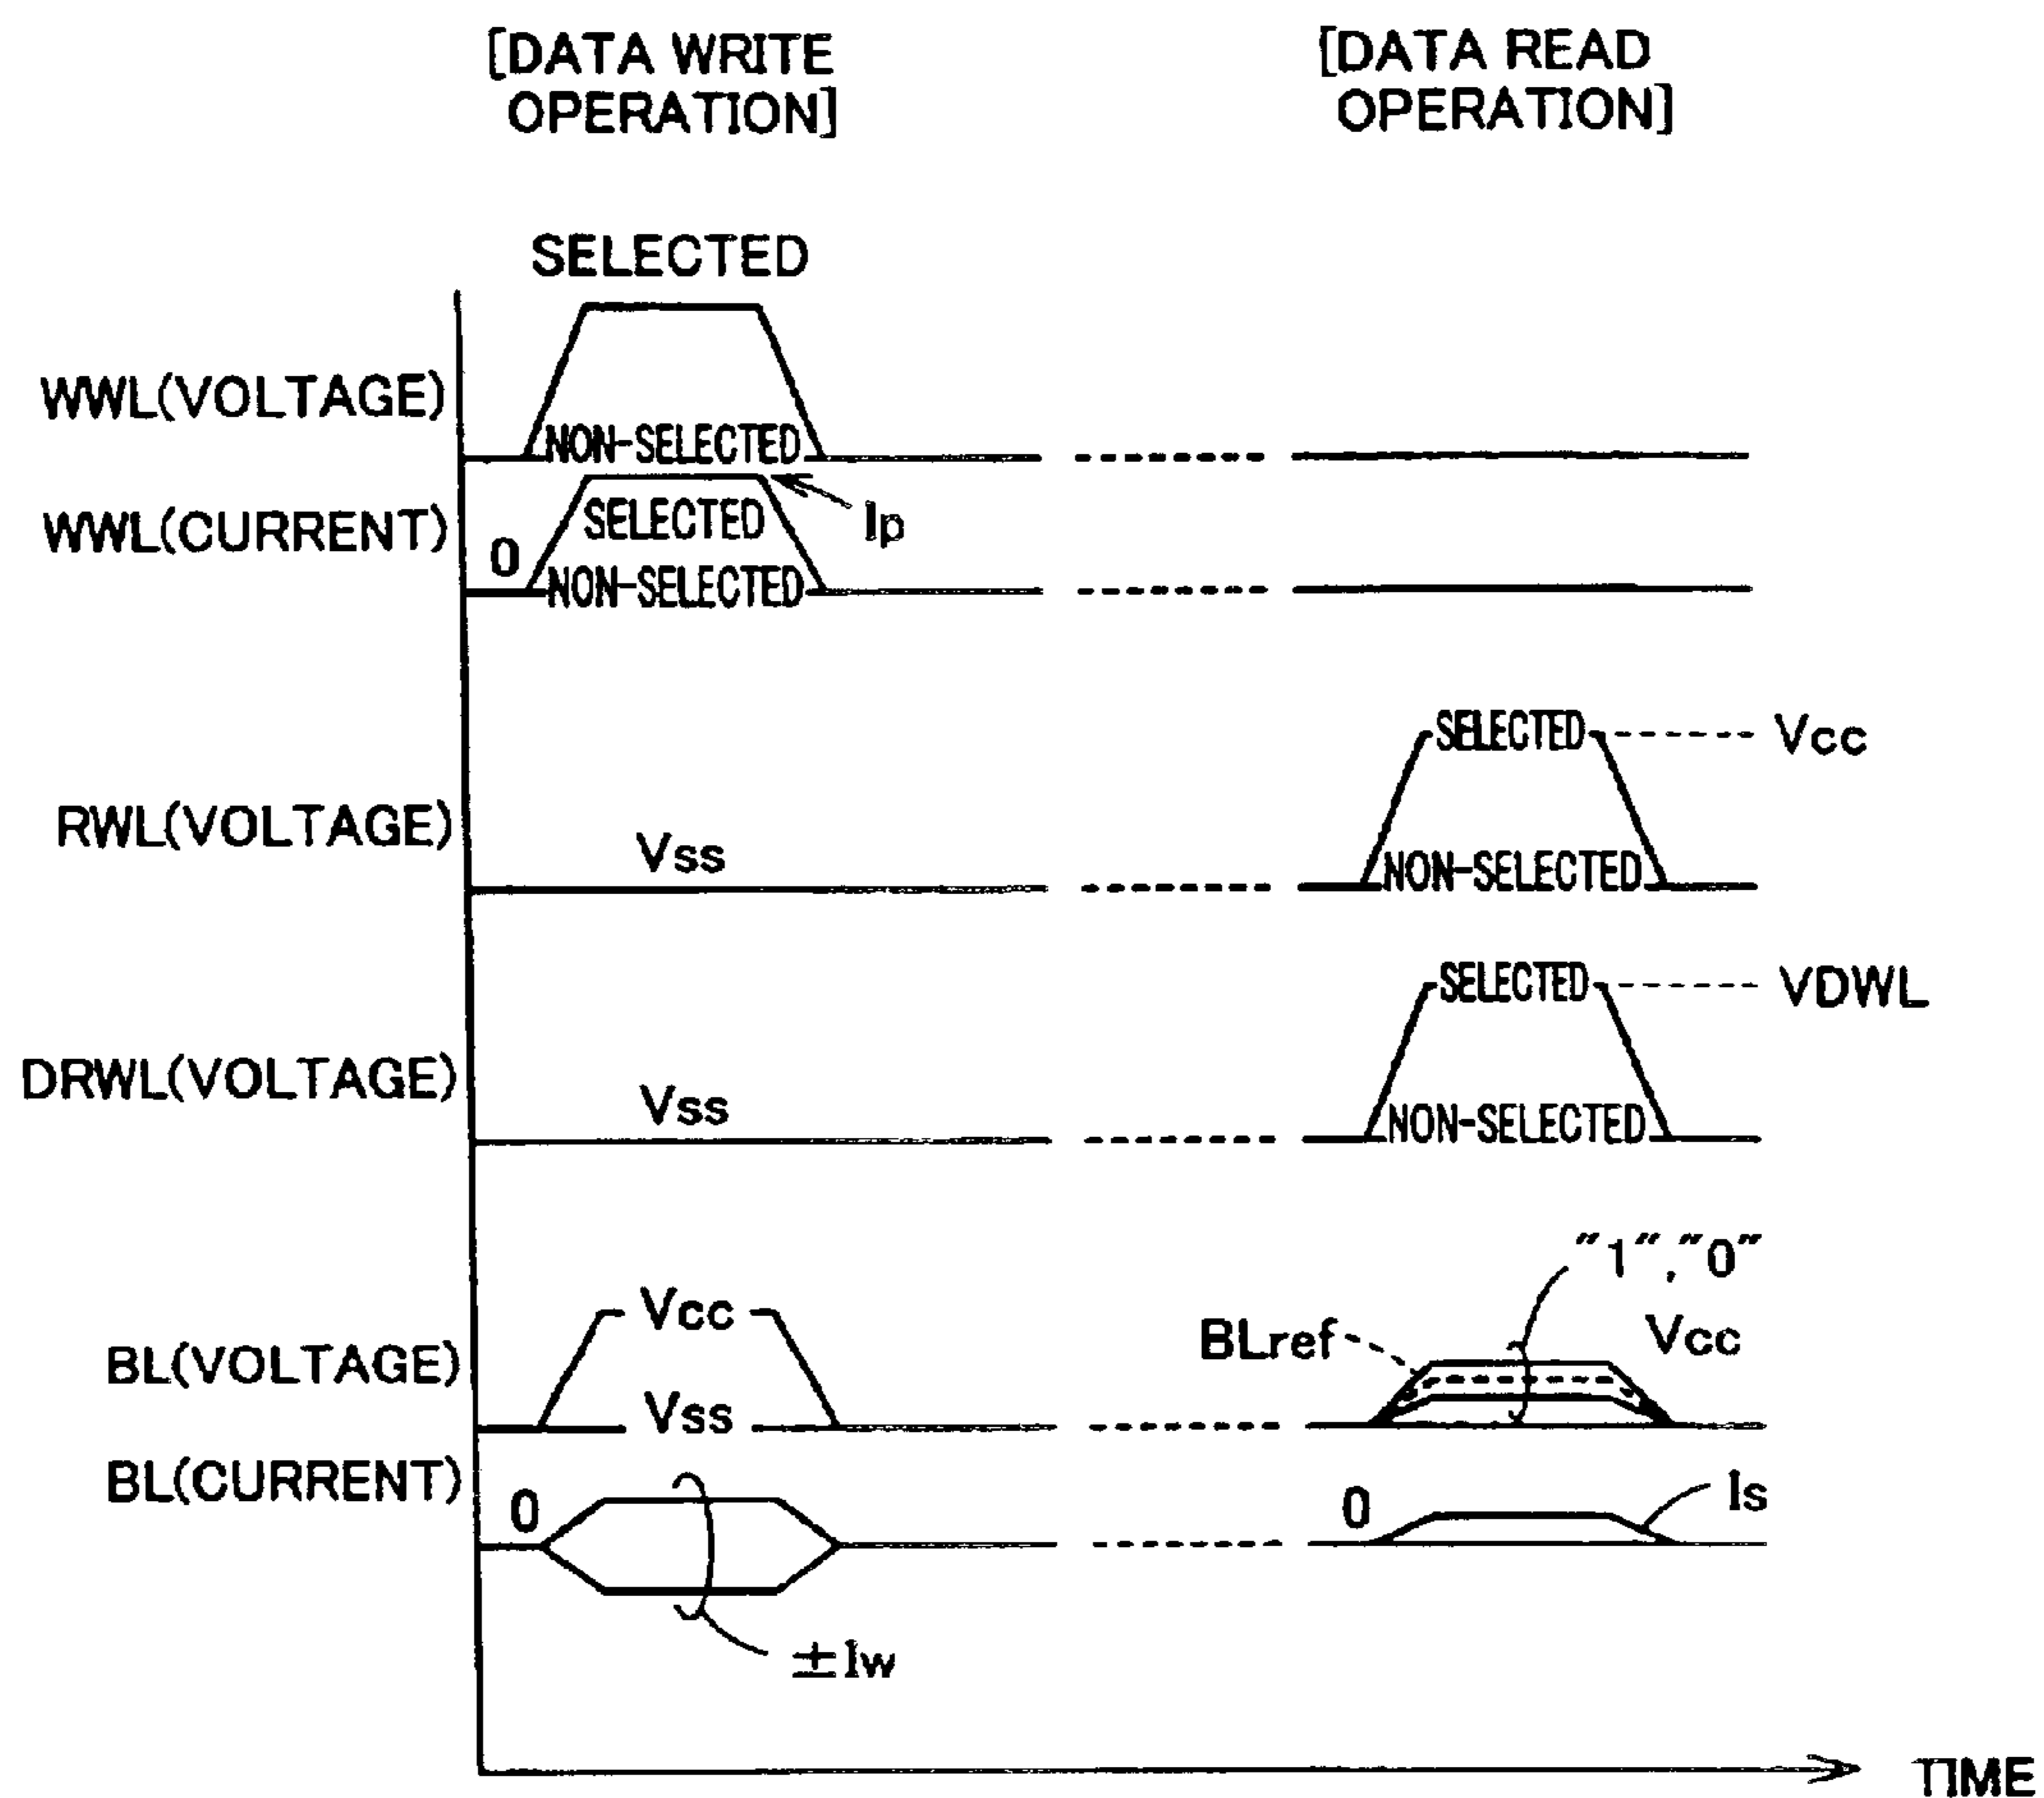 [DATA WRITE
OPERATION]
[DATA READ
OPERATION]
SELECTED
WWL(VOLTAGE)
NON-SELECTED
WWL(CURRENT)
SELECTED
Ip
0
NON-SELECTED
SELECTED
Vcc
RWL(VOLTAGE)
Vss
NON-SELECTED
SELECTED
VDWL
DRWL(VOLTAGE)
Vss
NON-SELECTED
"1","0"
Vcc
BLref
Vcc
BL(VOLTAGE)
Vss
BL(CURRENT)
0
0
Is
±Iw
TIME